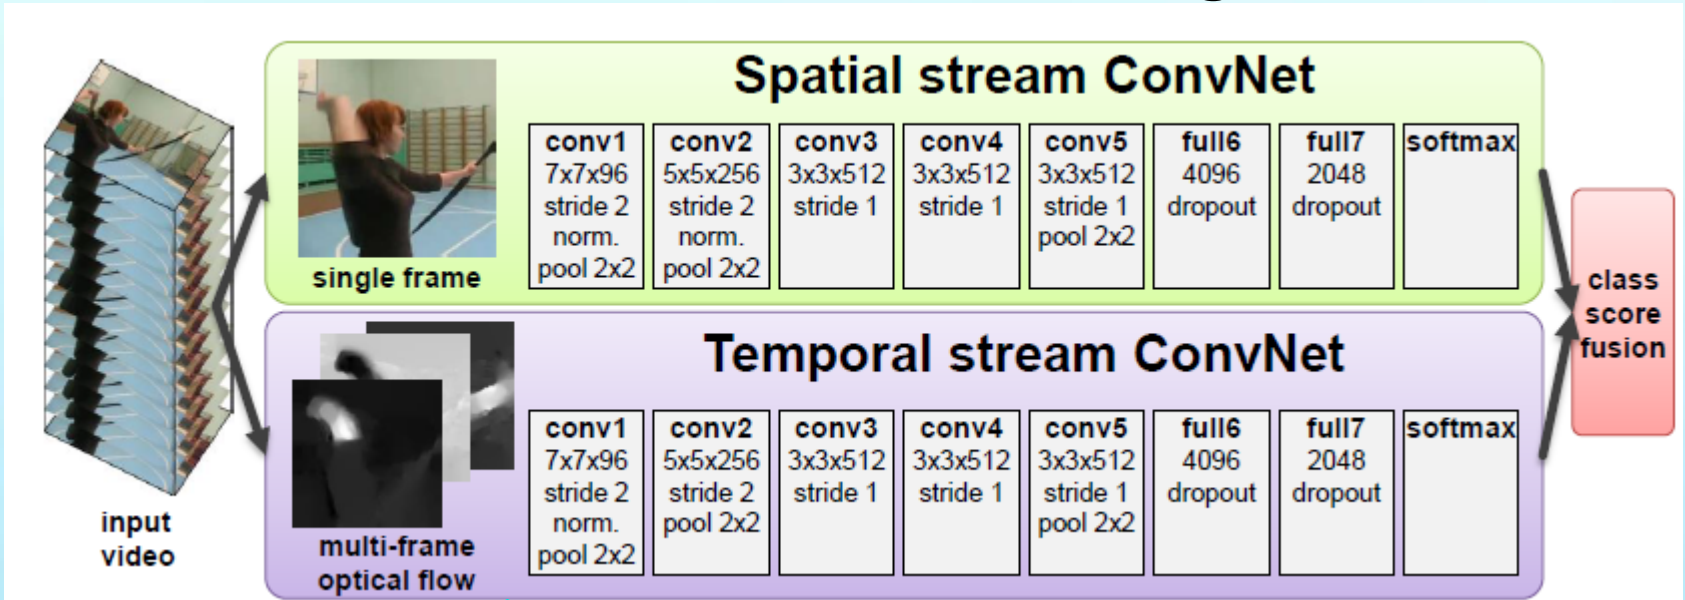 Spatial stream ConvNet
conv1
7x7x96
stride 2
norm.
pool 2x2
conv2
5x5x256
stride 2
norm.
pool 2x2
conv3
3x3x512
stride 1
conv4
3x3x512
stride 1
conv5
3x3x512
stride 1
pool 2x2
full6
4096
dropout
full7
2048
dropout
softmax
single frame
Temporal stream ConvNet
conv1
7x7x96
stride 2
norm.
pool 2x2
conv2
5x5x256
stride 2
pool 2x2
conv3
3x3x512
stride 1
conv4
3x3x512
stride 1
conv5
3x3x512
stride 1
pool 2x2
full6
4096
dropout
full7
2048
dropout
softmax
multi-frame
optical flow
input
video
class
score
fusion